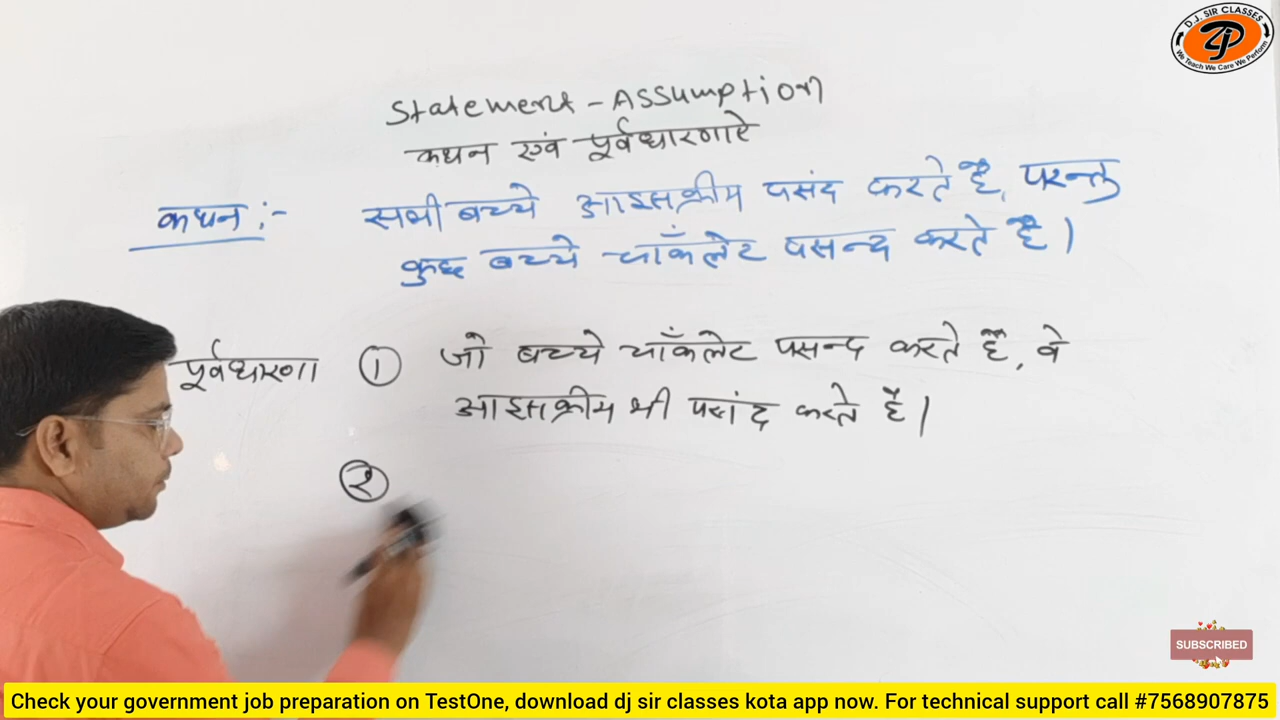 D.J. SIR CLASSES
We Teach We Care We Perform
Statement - Assumption
कथन एवं पूर्वधारणाऐ
कथन :- सभी बच्चे आइसक्रीम पसंद करते है, परन्तु
कुछ बच्चे चॉकलेट पसन्द करते है।
पूर्वधारणा 1 जो बच्चे चॉकलेट पसन्द करते हैं, वे
आइसक्रीम भी पसंद करते हैं।
2
SUBSCRIBED
Check your government job preparation on TestOne, download dj sir classes kota app now. For technical support call #7568907875